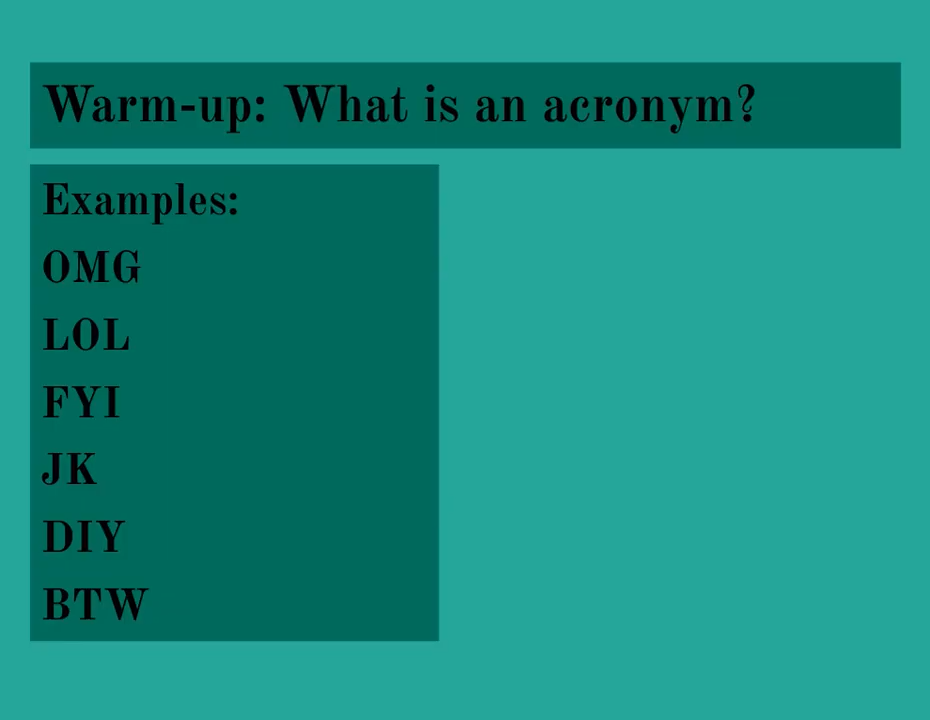 Warm-up: What is an acronym?
Examples:
OMG
LOL
FYI
JK
DIY
BTW